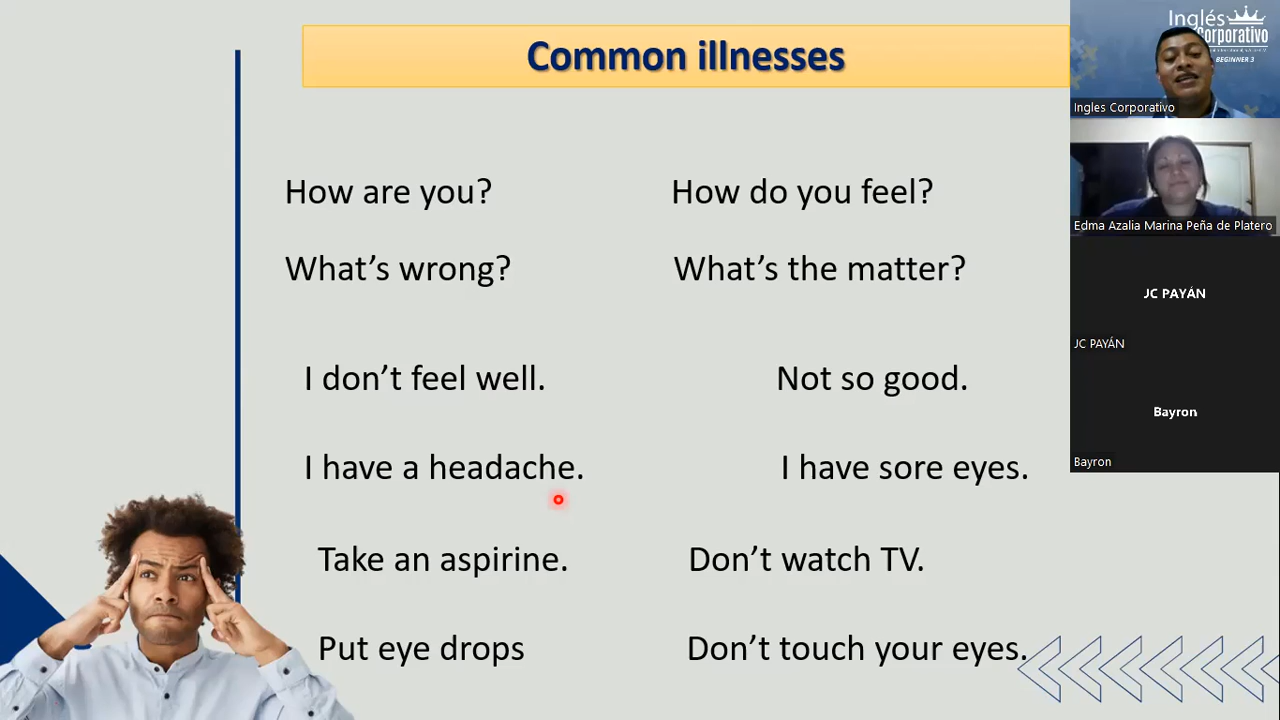 Common illnesses
How are you?
How do you feel?
What's wrong?
What's the matter?
I don't feel well.
Not so good.
I have a headache.
I have sore eyes.
Take an aspirine.
Don't watch TV.
Put eye drops
Don't touch your eyes.
Inglés
Corporativo
BEGINNER 3
Ingles Corporativo
Edma Azalia Marina Peña de Platero
JC PAYÁN
JC PAYÁN
Bayron
Bayron